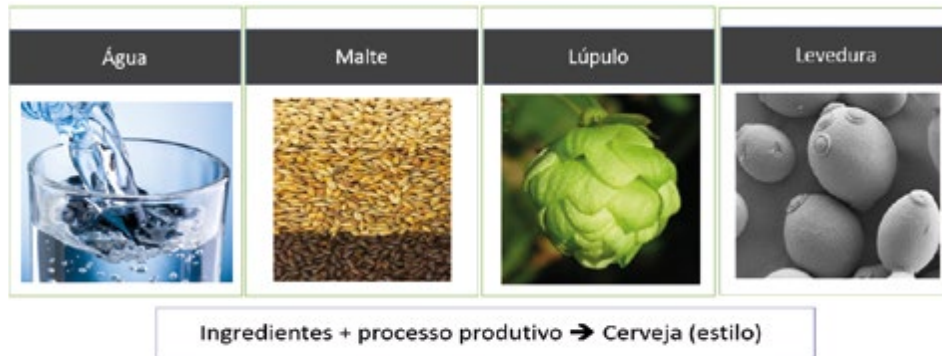 Água
Malte
Lúpulo
Levedura
Ingredientes + processo produtivo ➔ Cerveja (estilo)